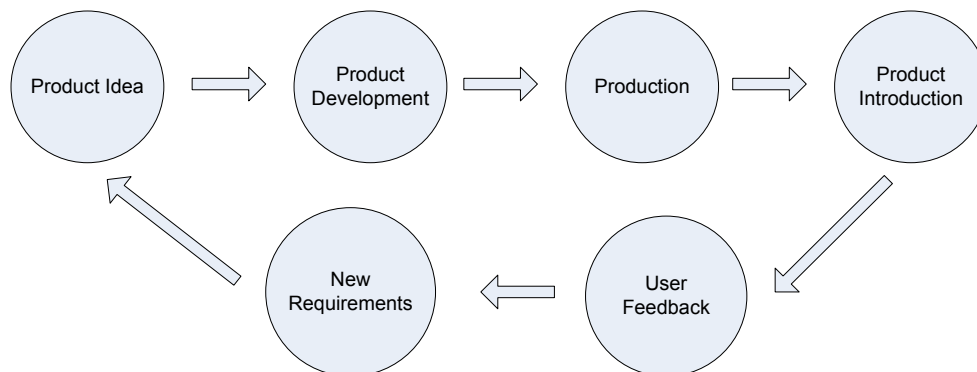 Product Idea
Product
Development
Production
Product
Introduction
New
Requirements
User
Feedback